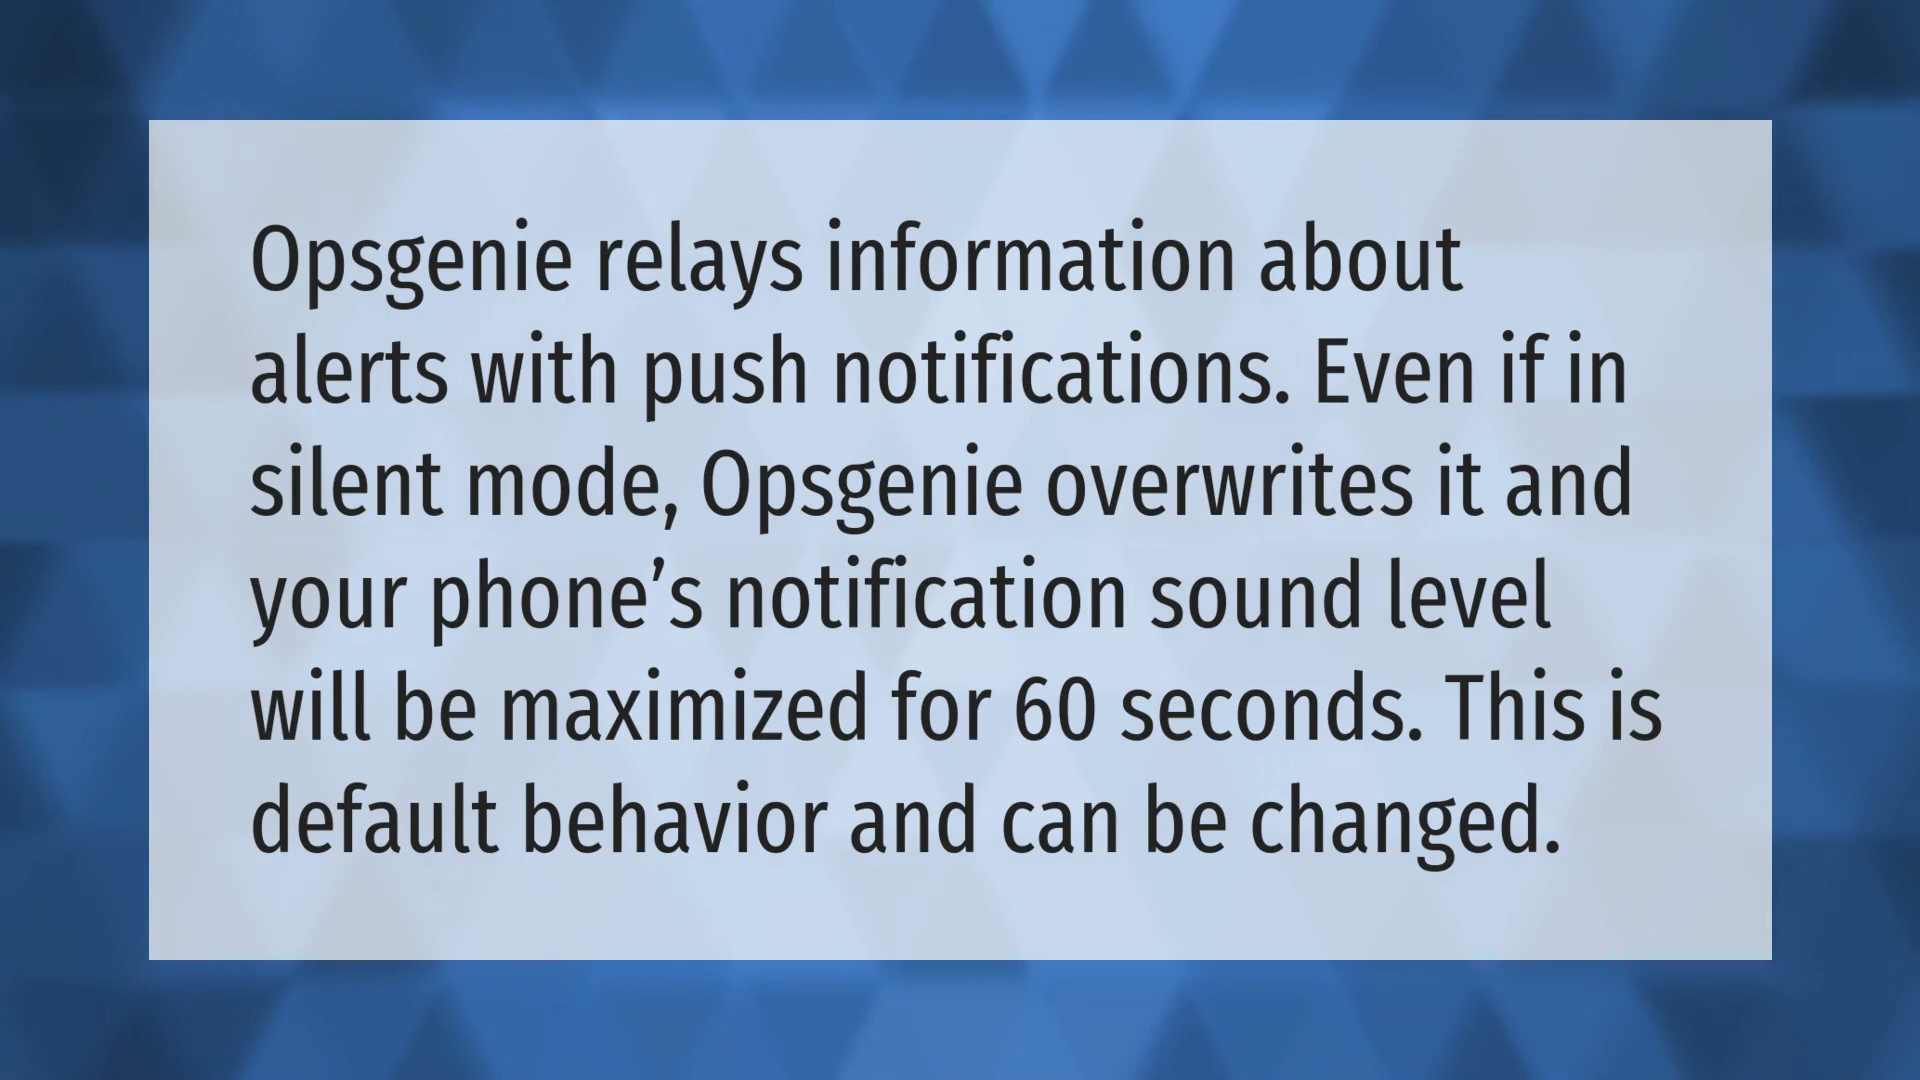 Opsgenie relays information about
alerts with push notifications. Even if in
silent mode, Opsgenie overwrites it and
your phone’s notification sound level
will be maximized for 60 seconds. This is
default behavior and can be changed.